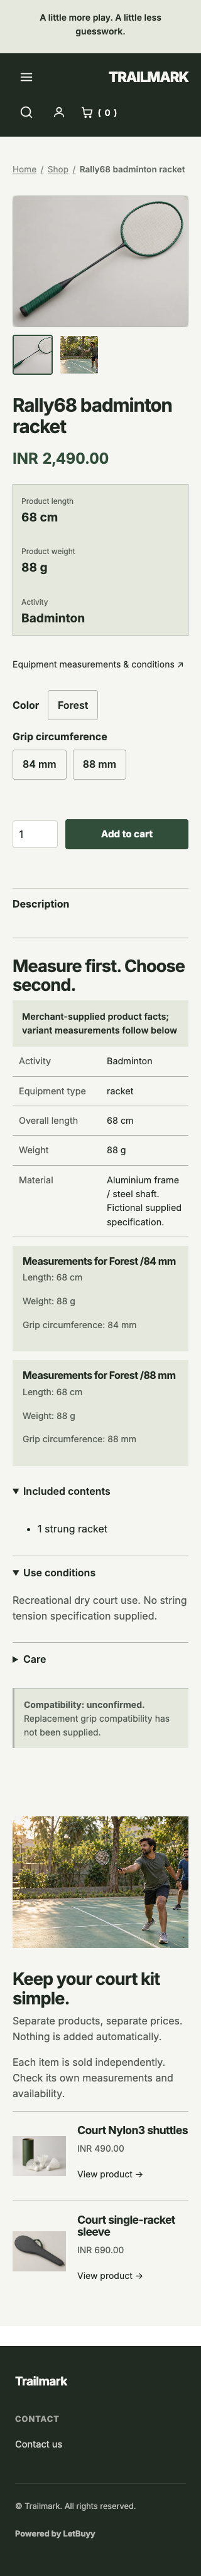 A little more play. A little less
guesswork.
TRAILMARK
( 0 )
Home / Shop / Rally68 badminton racket
Rally68 badminton
racket
INR 2,490.00
Product length
68 cm
Product weight
88 g
Activity
Badminton
Equipment measurements & conditions ↗
Color Forest
Grip circumference
84 mm 88 mm
1 Add to cart
Description
Measure first. Choose
second.
Merchant-supplied product facts;
variant measurements follow below
Activity Badminton
Equipment type racket
Overall length 68 cm
Weight 88 g
Material Aluminium frame
/ steel shaft.
Fictional supplied
specification.
Measurements for Forest /84 mm
Length: 68 cm
Weight: 88 g
Grip circumference: 84 mm
Measurements for Forest /88 mm
Length: 68 cm
Weight: 88 g
Grip circumference: 88 mm
▼ Included contents
• 1 strung racket
▼ Use conditions
Recreational dry court use. No string
tension specification supplied.
▶ Care
Compatibility: unconfirmed.
Replacement grip compatibility has
not been supplied.
Keep your court kit
simple.
Separate products, separate prices.
Nothing is added automatically.
Each item is sold independently.
Check its own measurements and
availability.
Court Nylon3 shuttles
INR 490.00
View product →
Court single-racket
sleeve
INR 690.00
View product →
Trailmark
CONTACT
Contact us
© Trailmark. All rights reserved.
Powered by LetBuyy